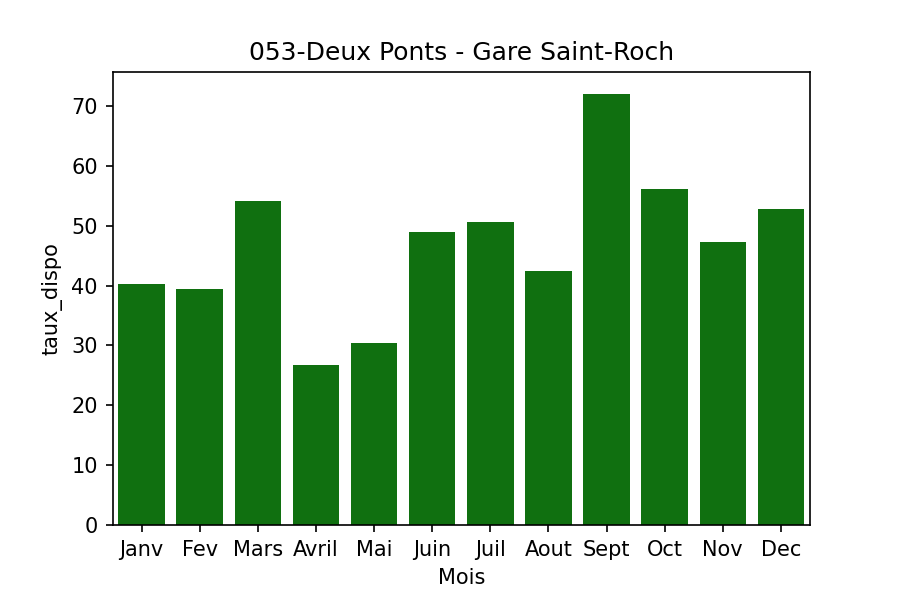 053-Deux Ponts - Gare Saint-Roch
taux_dispo
70
60
50
40
30
20
10
0
Janv Fev Mars Avril Mai Juin Juil Aout Sept Oct Nov Dec
Mois